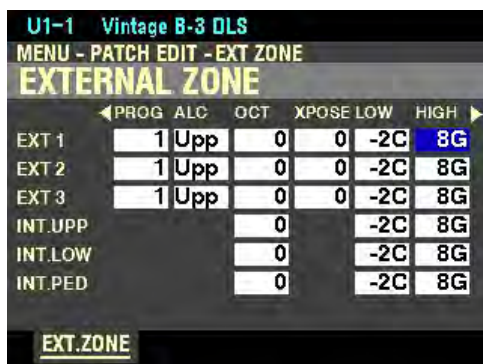 U1-1 Vintage B-3 DLS
MENU - PATCH EDIT - EXT ZONE
EXTERNAL ZONE
PROG ALC OCT XPOSE LOW HIGH
EXT 1 1 Upp 0 0 -2C 8G
EXT 2 1 Upp 0 0 -2C 8G
EXT 3 1 Upp 0 0 -2C 8G
INT.UPP 0 -2C 8G
INT.LOW 0 -2C 8G
INT.PED 0 -2C 8G
EXT.ZONE